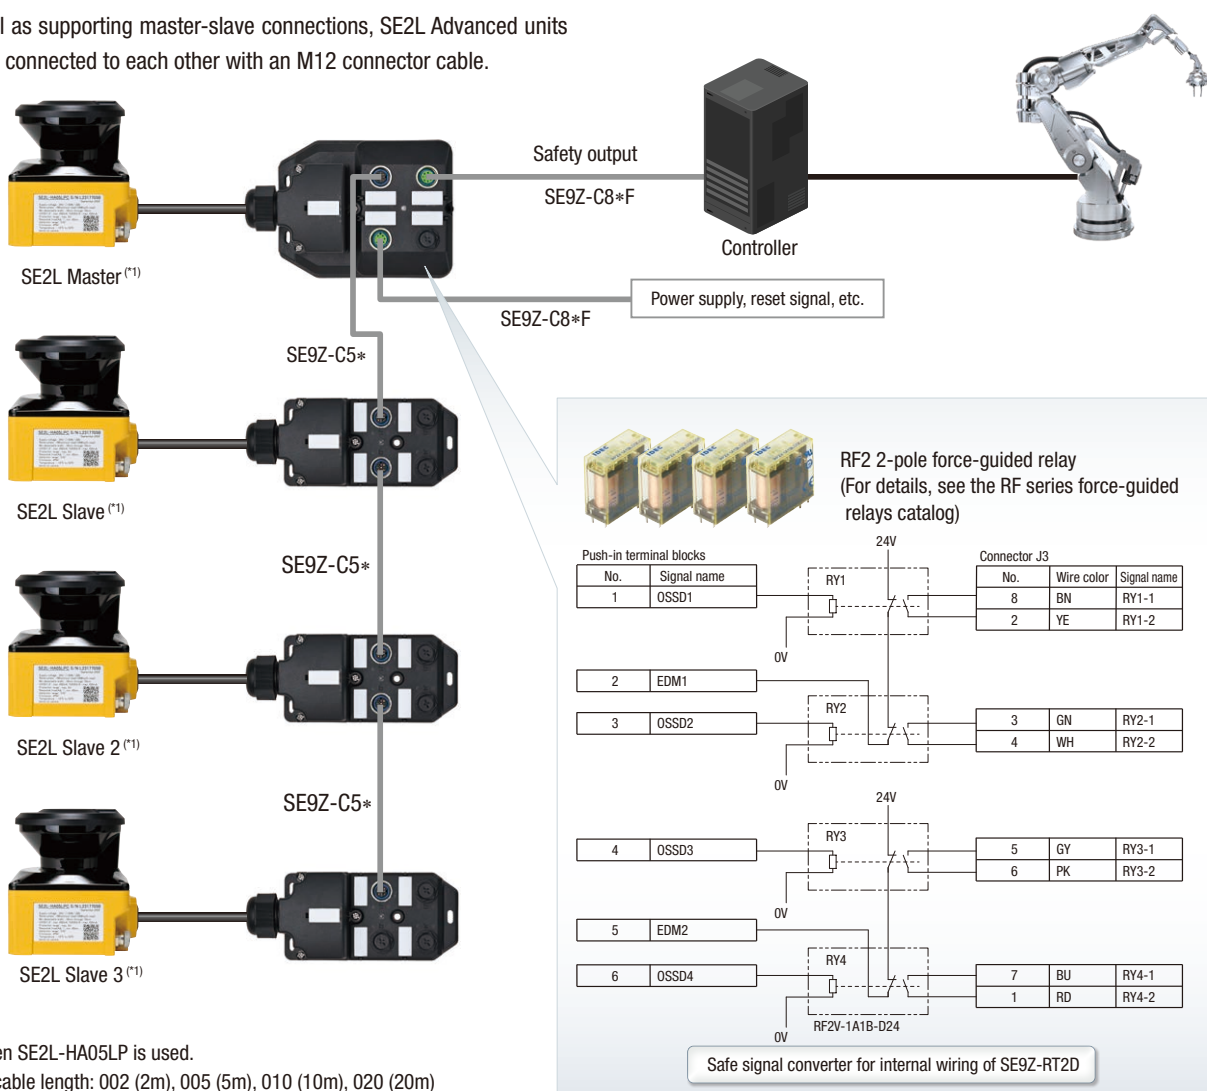 as supporting master-slave connections, SE2L Advanced units
connected to each other with an M12 connector cable.
Safety output
SE9Z-C8*F
Controller
SE2L Master (*1)
Power supply, reset signal, etc.
SE9Z-C8*F
SE9Z-C5*
SE2L Slave (*1)
SE9Z-C5*
SE2L Slave 2 (*1)
SE9Z-C5*
SE2L Slave 3 (*1)
RF2 2-pole force-guided relay
(For details, see the RF series force-guided
relays catalog)
IDEC IDEC IDEC IDEC
Push-in terminal blocks
No. Signal name
1 OSSD1
2 EDM1
3 OSSD2
4 OSSD3
5 EDM2
6 OSSD4
24V
RY1
0V
RY2
0V
24V
RY3
0V
RY4
0V
RF2V-1A1B-D24
Connector J3
No. Wire color Signal name
8 BN RY1-1
2 YE RY1-2
3 GN RY2-1
4 WH RY2-2
5 GY RY3-1
6 PK RY3-2
7 BU RY4-1
1 RD RY4-2
Safe signal converter for internal wiring of SE9Z-RT2D
SE2L-HA05LP is used.
cable length: 002 (2m), 005 (5m), 010 (10m), 020 (20m)